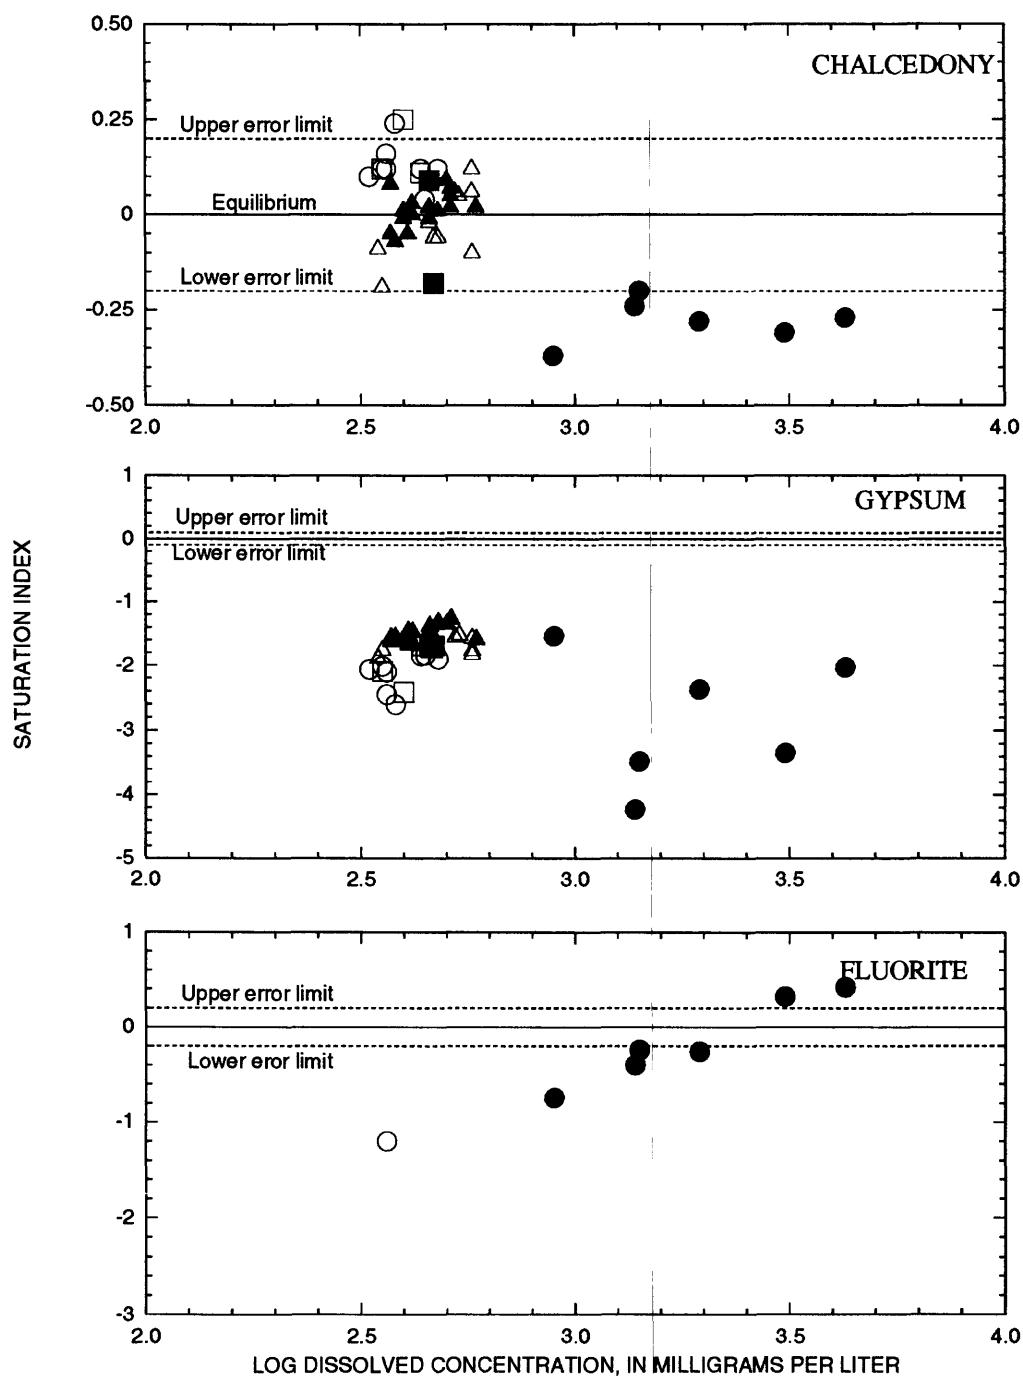 0.50
CHALCEDONY
0.25
Upper error limit
Equilibrium
0
Lower error limit
-0.25
-0.50
2.0 2.5 3.0 3.5 4.0
1
GYPSUM
Upper error limit
0
Lower error limit
-1
-2
-3
-4
-5
2.0 2.5 3.0 3.5 4.0
SATURATION INDEX
1
FLUORITE
Upper error limit
0
Lower eror limit
-1
-2
-3
2.0 2.5 3.0 3.5 4.0
LOG DISSOLVED CONCENTRATION, IN MILLIGRAMS PER LITER